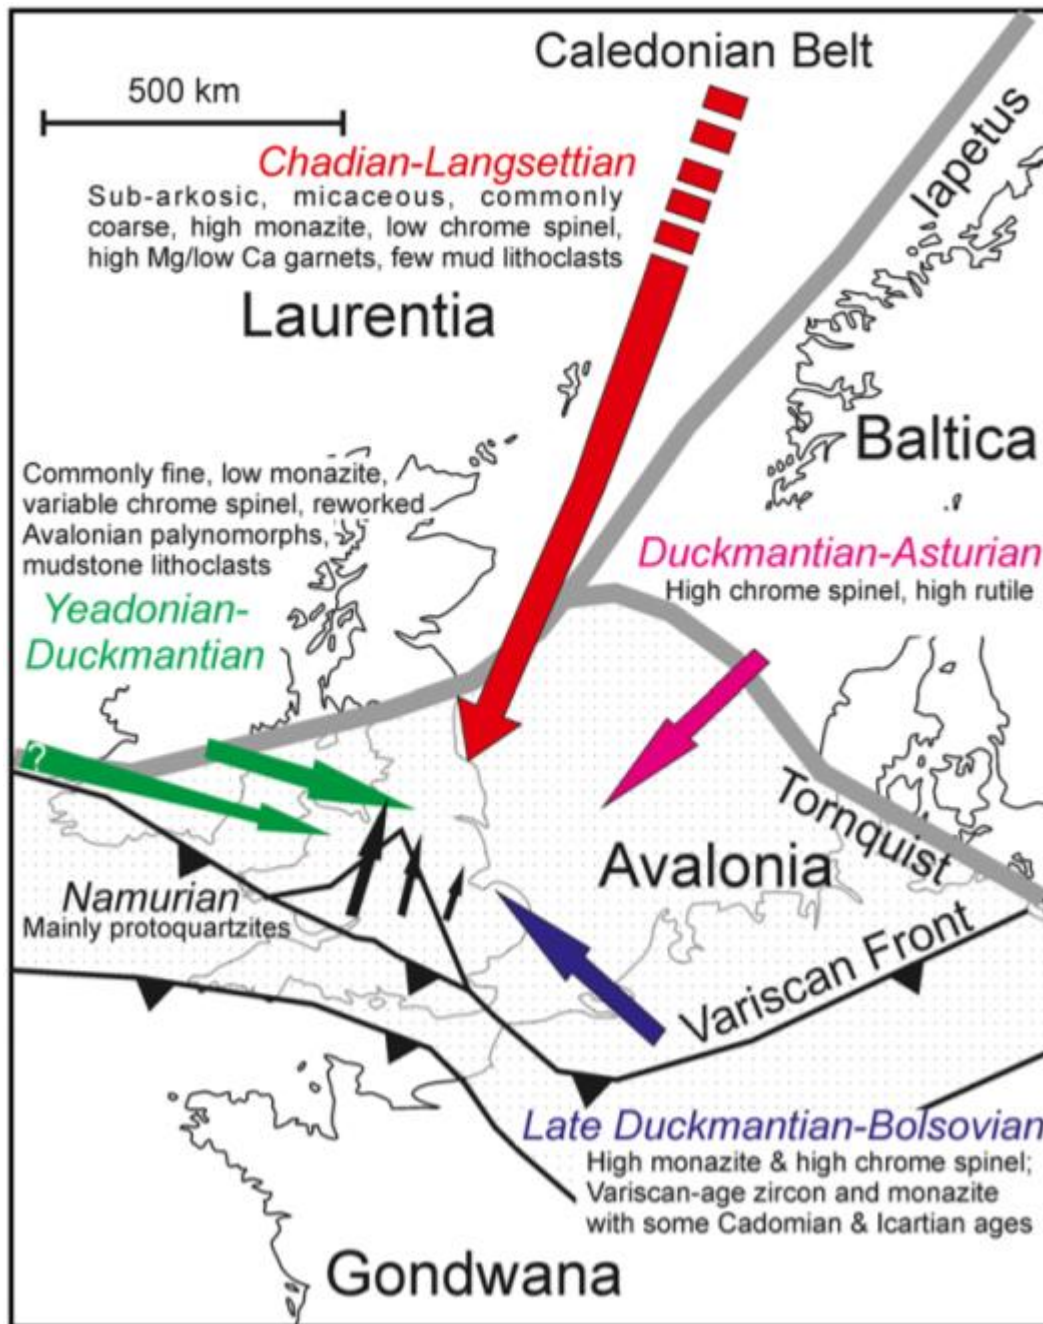 Caledonian Belt
500 km
Iapetus
Chadian-Langsettian
Sub-arkosic, micaceous, commonly
coarse, high monazite, low chrome spinel,
high Mg/low Ca garnets, few mud lithoclasts
Laurentia
Baltica
Commonly fine, low monazite,
variable chrome spinel, reworked
Avalonian palynomorphs,
mudstone lithoclasts
Duckmantian-Asturian
High chrome spinel, high rutile
Yeadonian-
Duckmantian
?
Tornquist
Avalonia
Namurian
Mainly protoquartzites
Variscan Front
Late Duckmantian-Bolsovian
High monazite & high chrome spinel;
Variscan-age zircon and monazite
with some Cadomian & Icartian ages
Gondwana